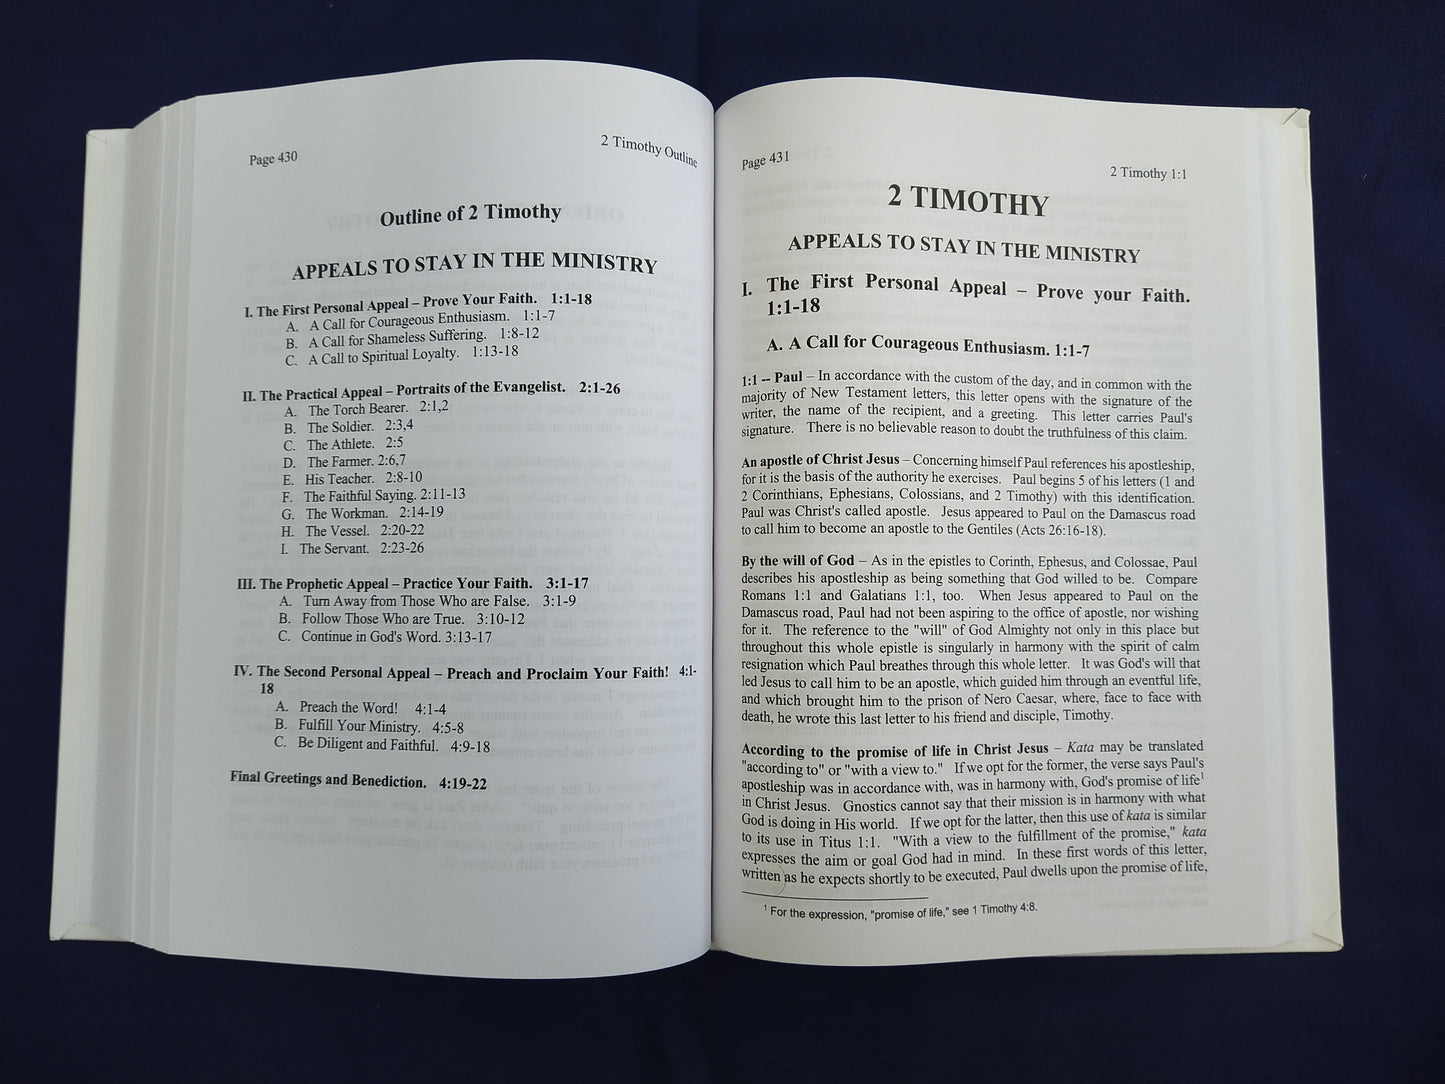 Page 430
2 Timothy Outline
Outline of 2 Timothy
APPEALS TO STAY IN THE MINISTRY
I. The First Personal Appeal – Prove Your Faith. 1:1-18
A. A Call for Courageous Enthusiasm. 1:1-7
B. A Call for Shameless Suffering. 1:8-12
C. A Call to Spiritual Loyalty. 1:13-18
II. The Practical Appeal – Portraits of the Evangelist. 2:1-26
A. The Torch Bearer. 2:1,2
B. The Soldier. 2:3,4
C. The Athlete. 2:5
D. The Farmer. 2:6,7
E. His Teacher. 2:8-10
F. The Faithful Saying. 2:11-13
G. The Workman. 2:14-19
H. The Vessel. 2:20-22
I. The Servant. 2:23-26
III. The Prophetic Appeal – Practice Your Faith. 3:1-17
A. Turn Away from Those Who are False. 3:1-9
B. Follow Those Who are True. 3:10-12
C. Continue in God's Word. 3:13-17
IV. The Second Personal Appeal – Preach and Proclaim Your Faith! 4:1-
18
A. Preach the Word! 4:1-4
B. Fulfill Your Ministry. 4:5-8
C. Be Diligent and Faithful. 4:9-18
Final Greetings and Benediction. 4:19-22
Page 431
2 Timothy 1:1
2 TIMOTHY
APPEALS TO STAY IN THE MINISTRY
I. The First Personal Appeal – Prove your Faith.
1:1-18
A. A Call for Courageous Enthusiasm. 1:1-7
1:1 -- Paul – In accordance with the custom of the day, and in common with the
majority of New Testament letters, this letter opens with the signature of the
writer, the name of the recipient, and a greeting. This letter carries Paul's
signature. There is no believable reason to doubt the truthfulness of this claim.
An apostle of Christ Jesus – Concerning himself Paul references his apostleship,
for it is the basis of the authority he exercises. Paul begins 5 of his letters (1 and
2 Corinthians, Ephesians, Colossians, and 2 Timothy) with this identification.
Paul was Christ's called apostle. Jesus appeared to Paul on the Damascus road
to call him to become an apostle to the Gentiles (Acts 26:16-18).
By the will of God – As in the epistles to Corinth, Ephesus, and Colossae, Paul
describes his apostleship as being something that God willed to be. Compare
Romans 1:1 and Galatians 1:1, too. When Jesus appeared to Paul on the
Damascus road, Paul had not been aspiring to the office of apostle, nor wishing
for it. The reference to the "will" of God Almighty not only in this place but
throughout this whole epistle is singularly in harmony with the spirit of calm
resignation which Paul breathes through this whole letter. It was God's will that
led Jesus to call him to be an apostle, which guided him through an eventful life,
and which brought him to the prison of Nero Caesar, where, face to face with
death, he wrote this last letter to his friend and disciple, Timothy.
According to the promise of life in Christ Jesus – Kata may be translated
"according to" or "with a view to." If we opt for the former, the verse says Paul's
apostleship was in accordance with, was in harmony with, God's promise of life¹
in Christ Jesus. Gnostics cannot say that their mission is in harmony with what
God is doing in His world. If we opt for the latter, then this use of kata is similar
to its use in Titus 1:1. "With a view to the fulfillment of the promise," kata
expresses the aim or goal God had in mind. In these first words of this letter,
written as he expects shortly to be executed, Paul dwells upon the promise of life,
¹ For the expression, "promise of life," see 1 Timothy 4:8.